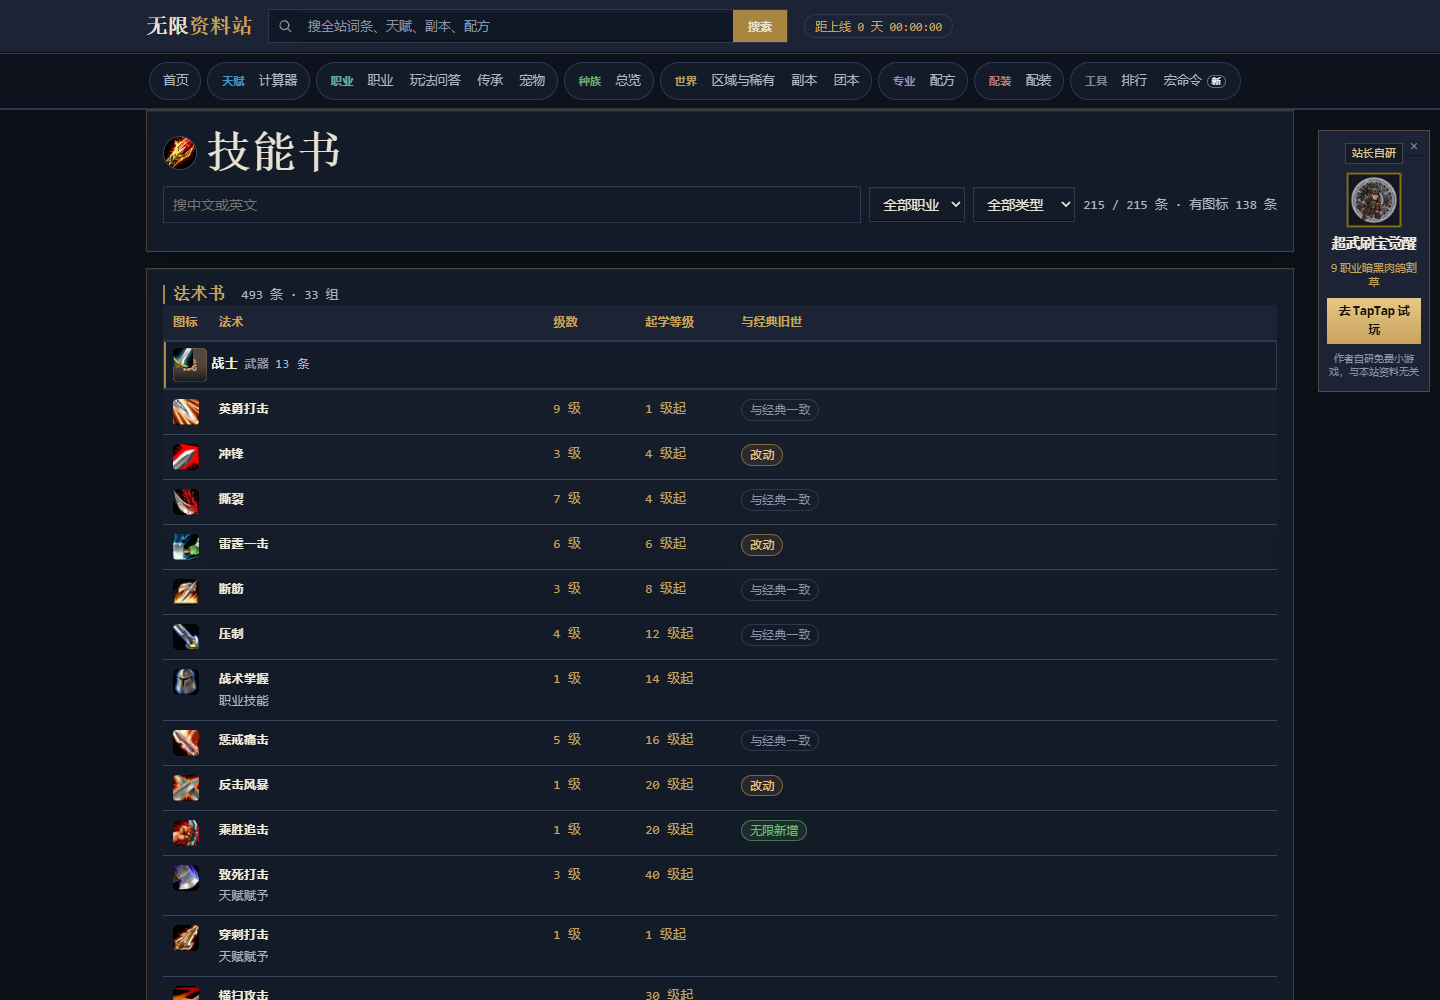 无限资料站
搜全站词条、天赋、副本、配方
搜索
距上线 0 天 00:00:00
首页 天赋 计算器 职业 职业 玩法问答 传承 宠物 种族 总览 世界 区域与稀有 副本 团本 专业 配方 配装 配装 工具 排行 宏命令 新
技能书
搜中文或英文 全部职业 全部类型 215 / 215 条 · 有图标 138 条
法术书 493 条 · 33 组
图标 法术 级数 起学等级 与经典旧世
战士 武器 13 条
英勇打击 9 级 1 级起 与经典一致
冲锋 3 级 4 级起 改动
撕裂 7 级 4 级起 与经典一致
雷霆一击 6 级 6 级起 改动
断筋 3 级 8 级起 与经典一致
压制 4 级 12 级起 与经典一致
战术掌握 1 级 14 级起
职业技能
惩戒痛击 5 级 16 级起 与经典一致
反击风暴 1 级 20 级起 改动
乘胜追击 1 级 20 级起 无限新增
致死打击 3 级 40 级起
天赋赋予
穿刺打击 1 级 1 级起
天赋赋予
横扫攻击 30 级起
站长自研 ×
超武刷宝觉醒
9 职业暗黑肉鸽割
草
去 TapTap 试
玩
作者自研免费小游
戏，与本站资料无关